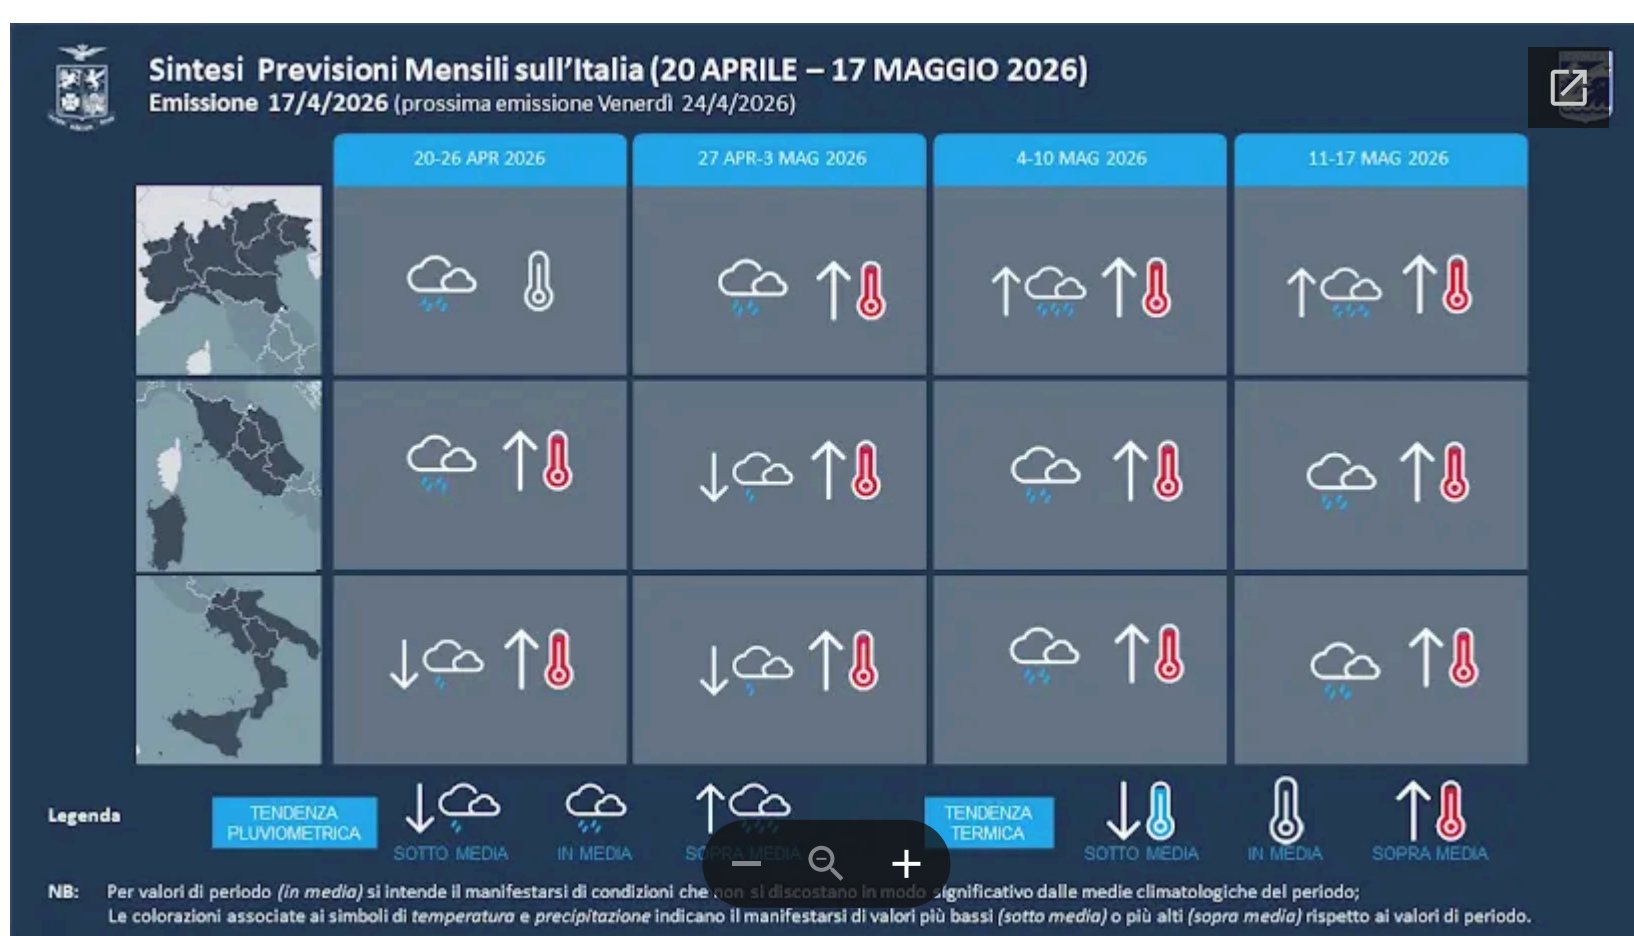 Sintesi Previsioni Mensili sull'Italia (20 APRILE – 17 MAGGIO 2026)
Emissione 17/4/2026 (prossima emissione Venerdì 24/4/2026)
20-26 APR 2026
27 APR-3 MAG 2026
4-10 MAG 2026
11-17 MAG 2026
Legenda
TENDENZA
PLUVIOMETRICA
SOTTO MEDIA
IN MEDIA
SOPRA MEDIA
TENDENZA
TERMICA
SOTTO MEDIA
IN MEDIA
SOPRA MEDIA
NB: Per valori di periodo (in media) si intende il manifestarsi di condizioni che non si discostano in modo significativo dalle medie climatologiche del periodo;
Le colorazioni associate ai simboli di temperatura e precipitazione indicano il manifestarsi di valori più bassi (sotto media) o più alti (sopra media) rispetto ai valori di periodo.